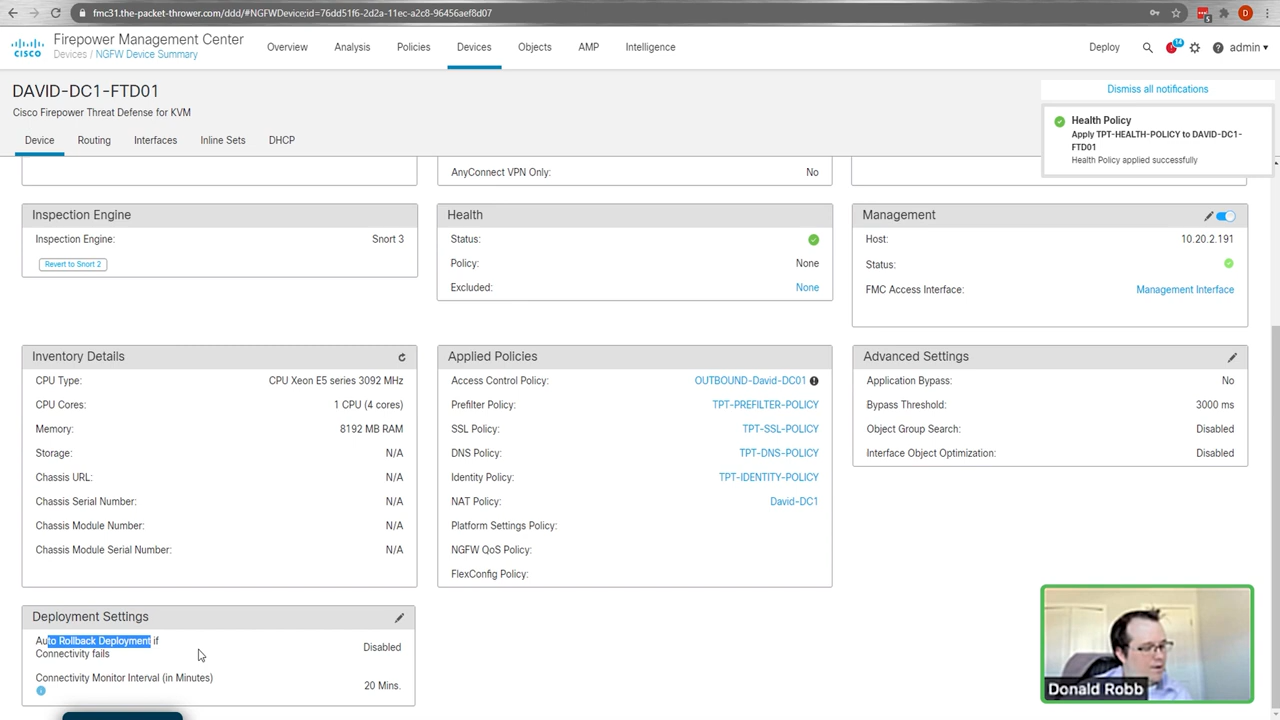 fmc31.the-packet-thrower.com/ddd/#NGFWDevice;id=76dd51f6-2d2a-11ec-a2c8-96456aef8d07
5
D
cisco
Firepower Management Center
Devices / NGFW Device Summary
Overview
Analysis
Policies
Devices
Objects
AMP
Intelligence
Deploy
14
admin
DAVID-DC1-FTD01
Cisco Firepower Threat Defense for KVM
Dismiss all notifications
Health Policy
Apply TPT-HEALTH-POLICY to DAVID-DC1-
FTD01
Health Policy applied successfully
Device
Routing
Interfaces
Inline Sets
DHCP
AnyConnect VPN Only: No
Inspection Engine
Inspection Engine: Snort 3
Revert to Snort 2
Health
Status:
Policy: None
Excluded: None
Management
Host: 10.20.2.191
Status:
FMC Access Interface: Management Interface
Inventory Details
CPU Type: CPU Xeon E5 series 3092 MHz
CPU Cores: 1 CPU (4 cores)
Memory: 8192 MB RAM
Storage: N/A
Chassis URL: N/A
Chassis Serial Number: N/A
Chassis Module Number: N/A
Chassis Module Serial Number: N/A
Applied Policies
Access Control Policy: OUTBOUND-David-DC01
Prefilter Policy: TPT-PREFILTER-POLICY
SSL Policy: TPT-SSL-POLICY
DNS Policy: TPT-DNS-POLICY
Identity Policy: TPT-IDENTITY-POLICY
NAT Policy: David-DC1
Platform Settings Policy:
NGFW QoS Policy:
FlexConfig Policy:
Advanced Settings
Application Bypass: No
Bypass Threshold: 3000 ms
Object Group Search: Disabled
Interface Object Optimization: Disabled
Deployment Settings
Auto Rollback Deployment if
Connectivity fails
Disabled
Connectivity Monitor Interval (in Minutes)
20 Mins.
Donald Robb